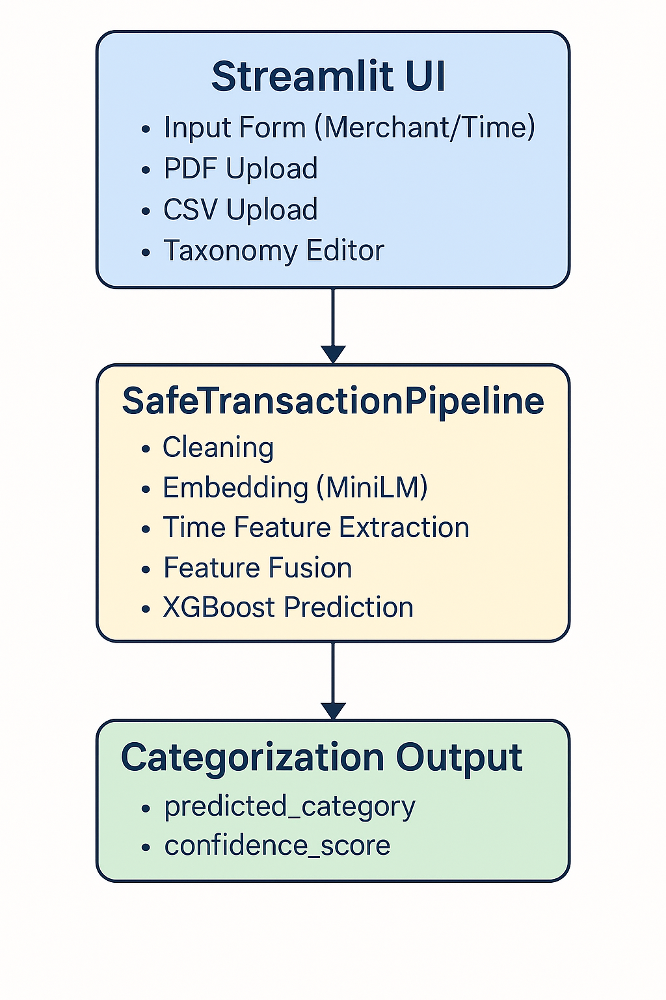 Streamlit UI
• Input Form (Merchant/Time)
• PDF Upload
• CSV Upload
• Taxonomy Editor
SafeTransactionPipeline
• Cleaning
• Embedding (MiniLM)
• Time Feature Extraction
• Feature Fusion
• XGBoost Prediction
Categorization Output
• predicted_category
• confidence_score